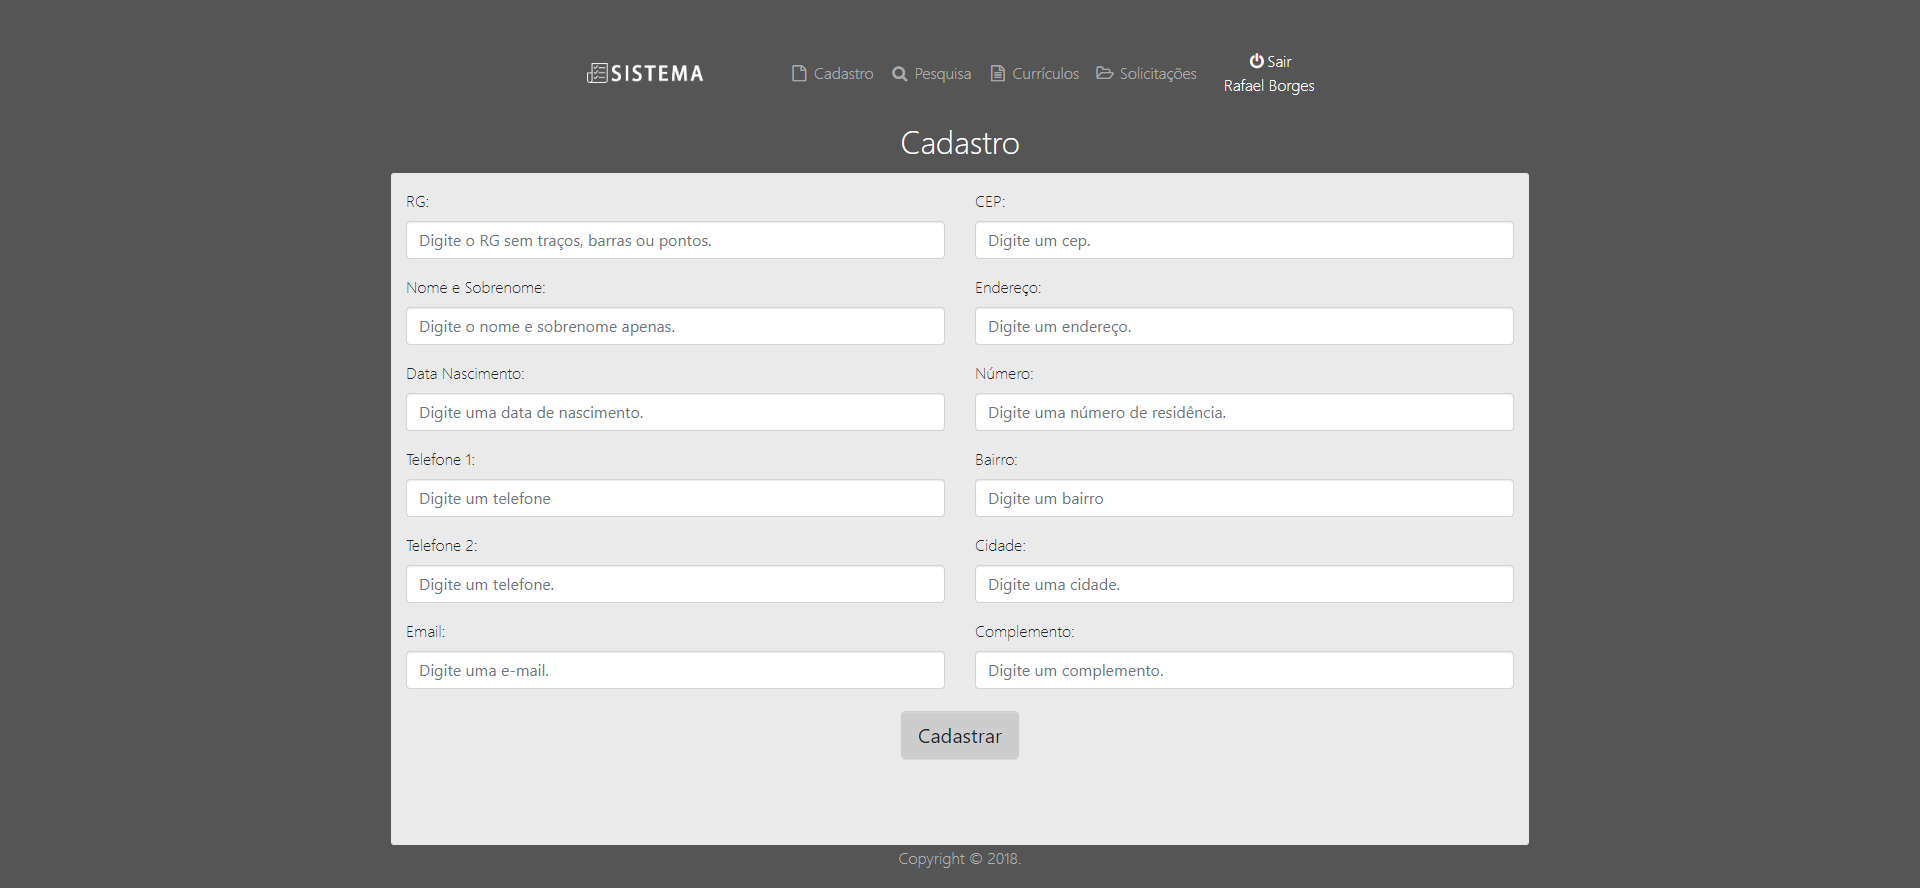 SISTEMA
Cadastro Pesquisa Currículos Solicitações
Sair
Rafael Borges
Cadastro
RG:
Digite o RG sem traços, barras ou pontos.
Nome e Sobrenome:
Digite o nome e sobrenome apenas.
Data Nascimento:
Digite uma data de nascimento.
Telefone 1:
Digite um telefone
Telefone 2:
Digite um telefone.
Email:
Digite uma e-mail.
CEP:
Digite um cep.
Endereço:
Digite um endereço.
Número:
Digite uma número de residência.
Bairro:
Digite um bairro
Cidade:
Digite uma cidade.
Complemento:
Digite um complemento.
Cadastrar
Copyright © 2018.